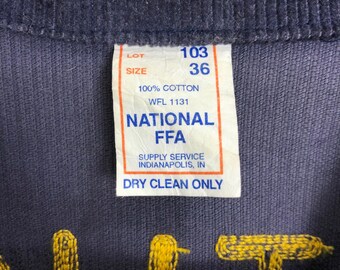 LOT 103
SIZE 36
100% COTTON
WFL 1131
NATIONAL
FFA
SUPPLY SERVICE
INDIANAPOLIS, IN
DRY CLEAN ONLY